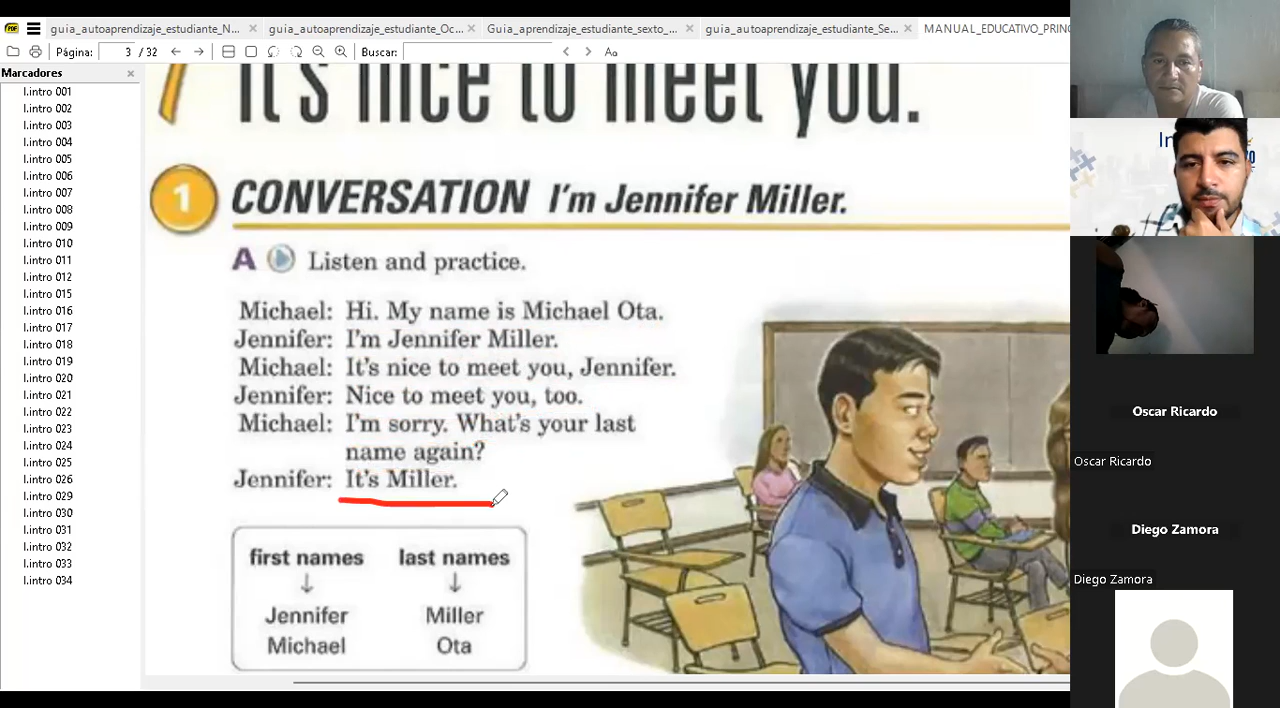 guia_autoaprendizaje_estudiante_N...
guia_autoaprendizaje_estudiante_Oc...
Guia_aprendizaje_estudiante_sexto_...
guia_autoaprendizaje_estudiante_Se...
MANUAL_EDUCATIVO_PRINC
Página: 3 / 32
Buscar:
Aa
Marcadores
I.intro 001
I.intro 002
I.intro 003
I.intro 004
I.intro 005
I.intro 006
I.intro 007
I.intro 008
I.intro 009
I.intro 010
I.intro 011
I.intro 012
I.intro 015
I.intro 016
I.intro 017
I.intro 018
I.intro 019
I.intro 020
I.intro 021
I.intro 022
I.intro 023
I.intro 024
I.intro 025
I.intro 026
I.intro 029
I.intro 030
I.intro 031
I.intro 032
I.intro 033
I.intro 034
It's nice to meet you.
1 CONVERSATION I'm Jennifer Miller.
A Listen and practice.
Michael: Hi. My name is Michael Ota.
Jennifer: I'm Jennifer Miller.
Michael: It's nice to meet you, Jennifer.
Jennifer: Nice to meet you, too.
Michael: I'm sorry. What's your last
name again?
Jennifer: It's Miller.
first names last names
Jennifer Miller
Michael Ota
Oscar Ricardo
Oscar Ricardo
Diego Zamora
Diego Zamora